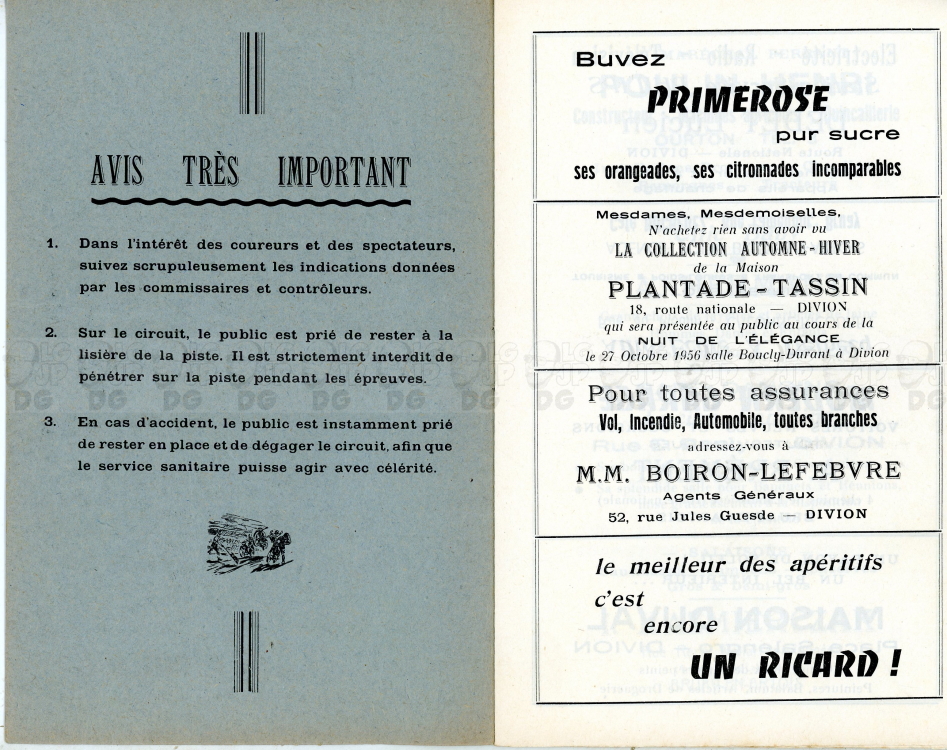 AVIS TRÈS IMPORTANT
1. Dans l'intérêt des coureurs et des spectateurs,
suivez scrupuleusement les indications données
par les commissaires et contrôleurs.
2. Sur le circuit, le public est prié de rester à la
lisière de la piste. Il est strictement interdit de
pénétrer sur la piste pendant les épreuves.
3. En cas d'accident, le public est instamment prié
de rester en place et de dégager le circuit, afin que
le service sanitaire puisse agir avec célérité.
Buvez
PRIMEROSE
pur sucre
ses orangeades, ses citronnades incomparables
Mesdames, Mesdemoiselles,
N'achetez rien sans avoir vu
LA COLLECTION AUTOMNE-HIVER
de la Maison
PLANTADE-TASSIN
18, route nationale — DIVION
qui sera présentée au public au cours de la
NUIT DE L'ÉLÉGANCE
le 27 Octobre 1956 salle Boucly-Durant à Divion
Pour toutes assurances
Vol, Incendie, Automobile, toutes branches
adressez-vous à
M.M. BOIRON-LEFEBVRE
Agents Généraux
52, rue Jules Guesde — DIVION
le meilleur des apéritifs
c'est
encore
UN RICARD !